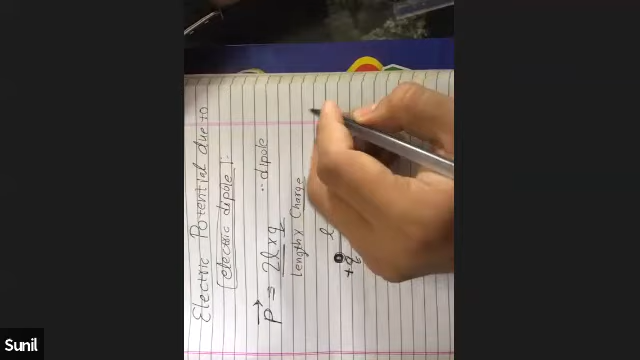 Electric Potential due to
electric dipole :
P⃗ = 2l × q ∵ dipole
length × Charge
l
+q
Sunil